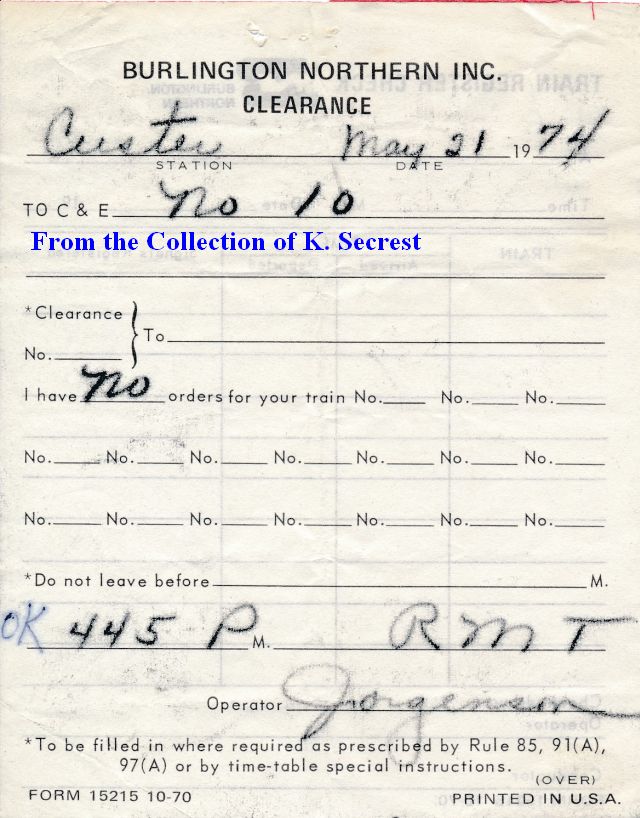 BURLINGTON NORTHERN INC.
CLEARANCE
Custer May 21 1974
STATION DATE
TO C & E No 10
From the Collection of K. Secrest
*Clearance
No. To
I have No orders for your train No. No. No.
No. No. No. No. No. No. No.
No. No. No. No. No. No. No.
*Do not leave before M.
OK 445 P M. RMT
Operator Jorgenson
*To be filled in where required as prescribed by Rule 85, 91(A),
97(A) or by time-table special instructions.
(OVER)
FORM 15215 10-70 PRINTED IN U.S.A.